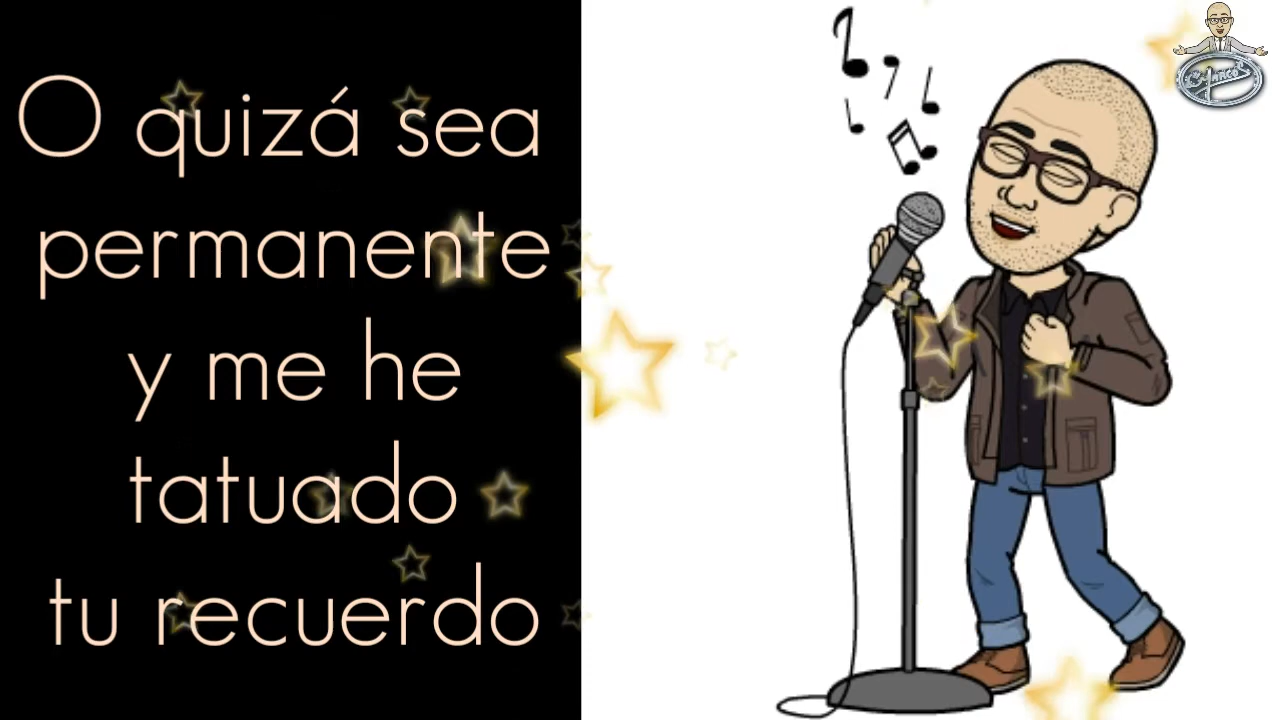 O quizá sea
permanente
y me he
tatuado
tu recuerdo